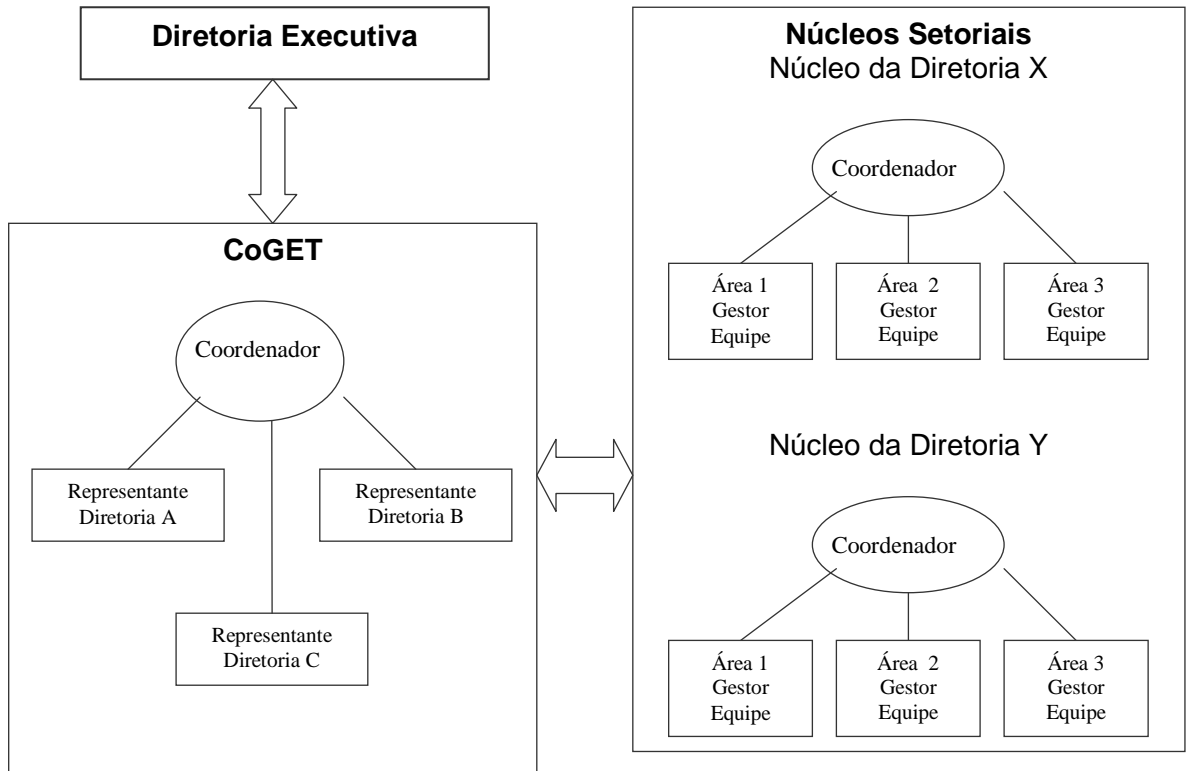 Diretoria Executiva
CoGET
Coordenador
Representante
Diretoria A
Representante
Diretoria B
Representante
Diretoria C
Núcleos Setoriais
Núcleo da Diretoria X
Coordenador
Área 1
Gestor
Equipe
Área 2
Gestor
Equipe
Área 3
Gestor
Equipe
Núcleo da Diretoria Y
Coordenador
Área 1
Gestor
Equipe
Área 2
Gestor
Equipe
Área 3
Gestor
Equipe